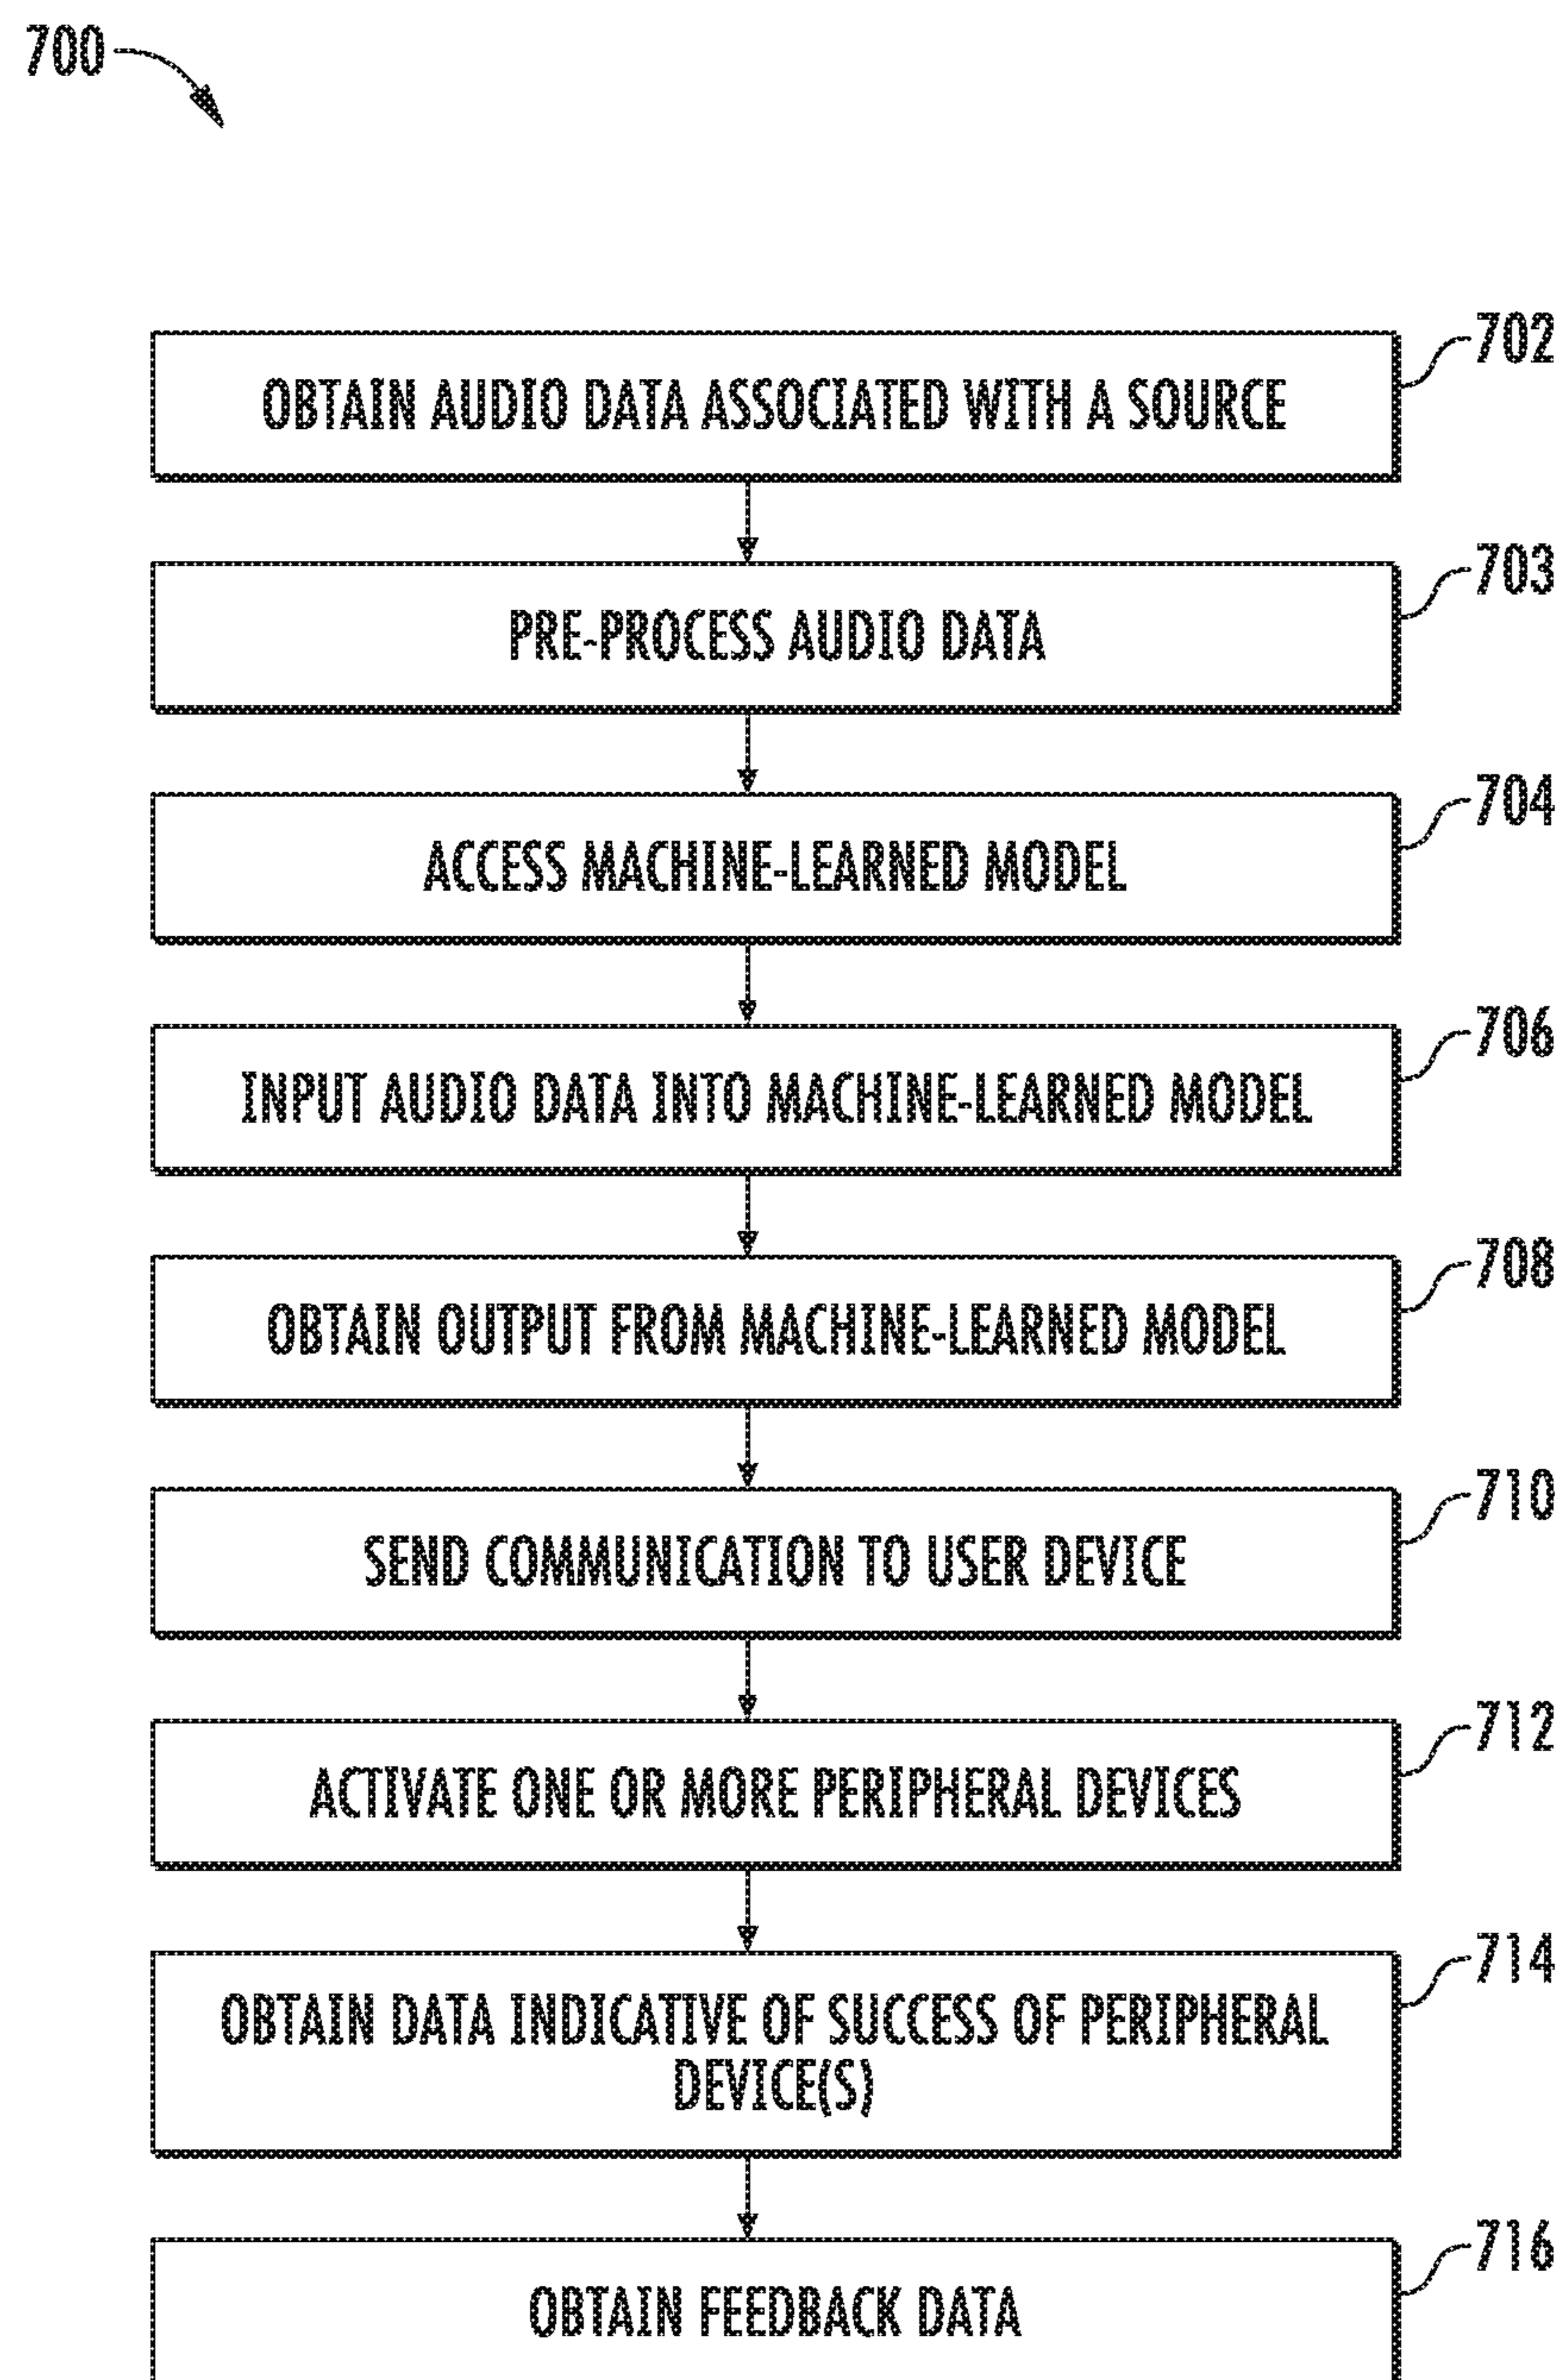 700
702
OBTAIN AUDIO DATA ASSOCIATED WITH A SOURCE
703
PRE-PROCESS AUDIO DATA
704
ACCESS MACHINE-LEARNED MODEL
706
INPUT AUDIO DATA INTO MACHINE-LEARNED MODEL
708
OBTAIN OUTPUT FROM MACHINE-LEARNED MODEL
710
SEND COMMUNICATION TO USER DEVICE
712
ACTIVATE ONE OR MORE PERIPHERAL DEVICES
714
OBTAIN DATA INDICATIVE OF SUCCESS OF PERIPHERAL
DEVICE(S)
716
OBTAIN FEEDBACK DATA